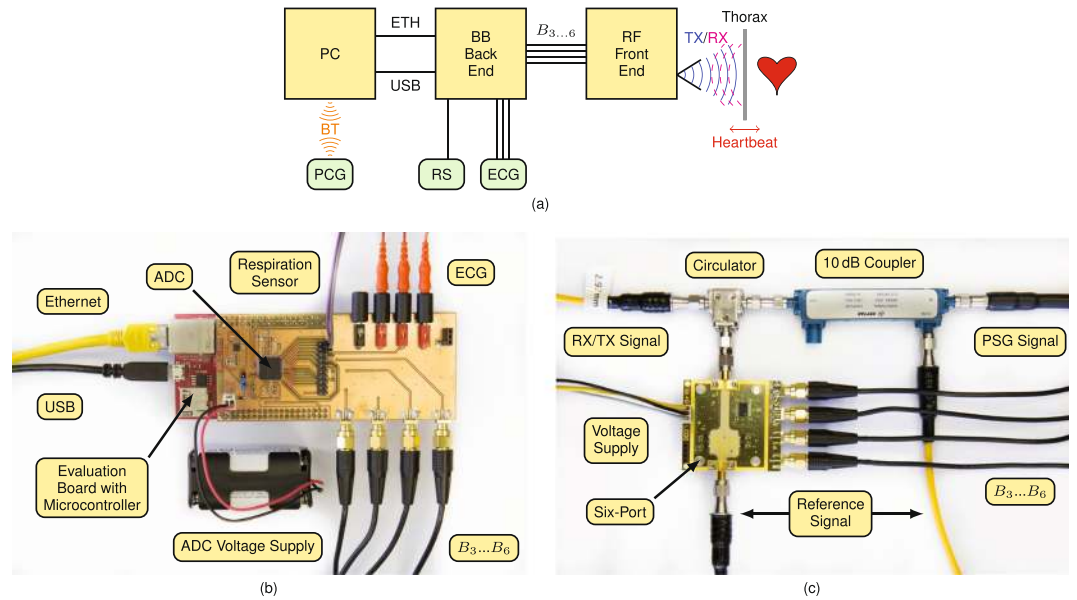 Thorax
PC
ETH
USB
BB
Back
End
B3...6
RF
Front
End
TX/RX
BT
Heartbeat
PCG
RS
ECG
(a)
ADC
Respiration
Sensor
ECG
Ethernet
USB
Evaluation
Board with
Microcontroller
ADC Voltage Supply
B3...B6
(b)
Circulator
10 dB Coupler
RX/TX Signal
PSG Signal
Voltage
Supply
Six-Port
Reference
Signal
B3...B6
(c)